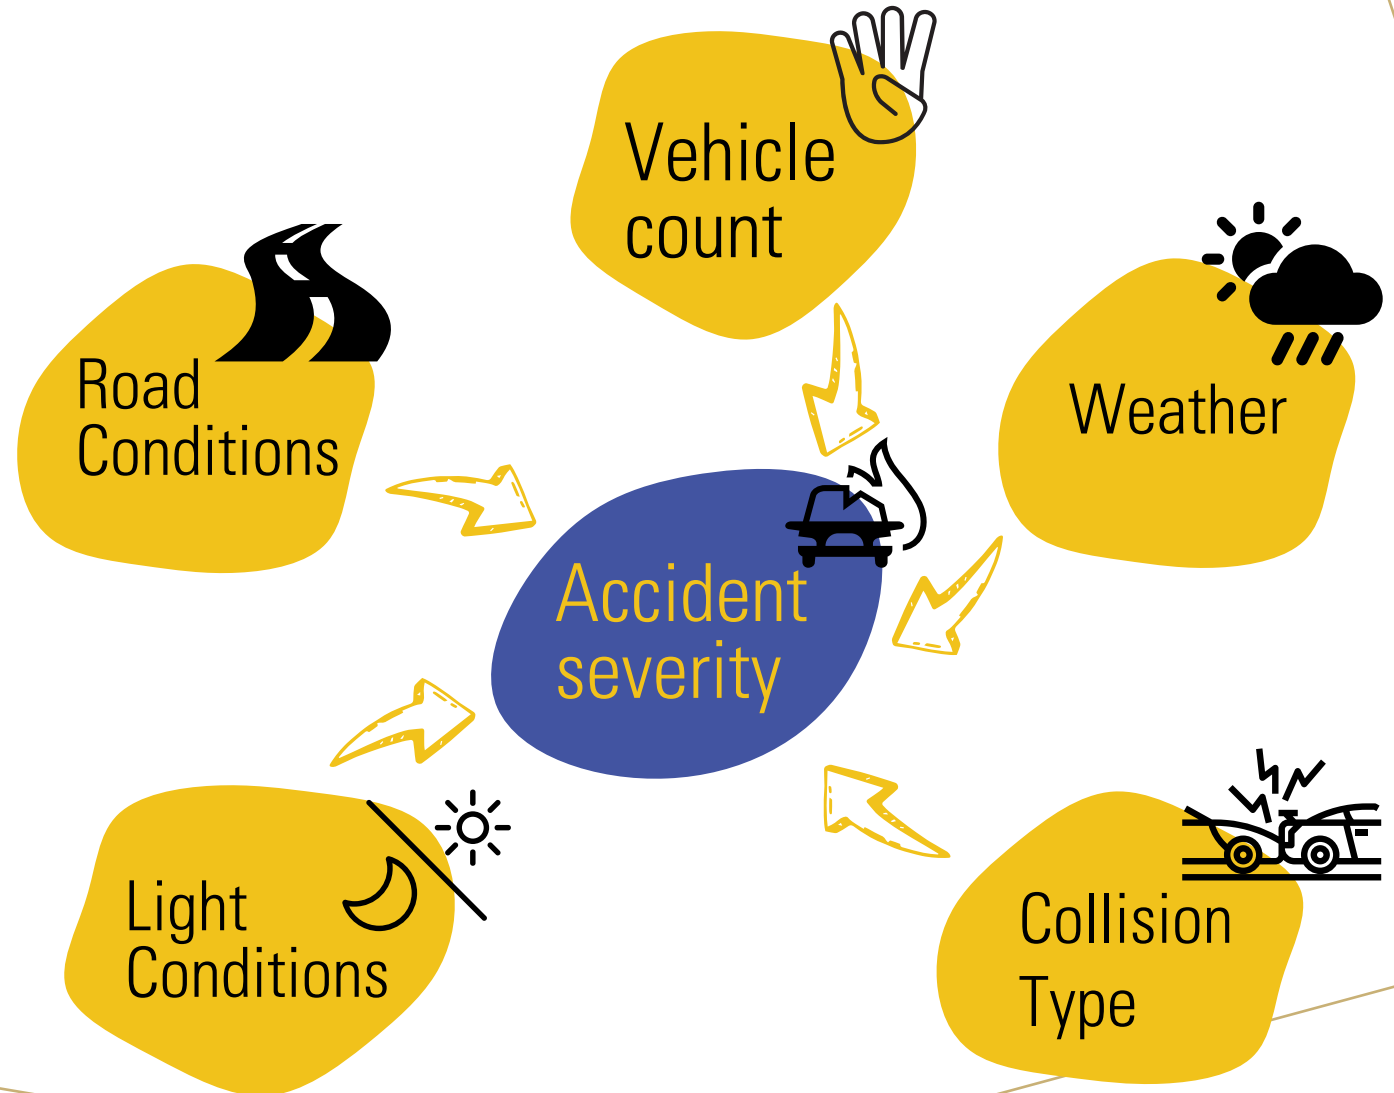 Vehicle
count
Road
Conditions
Weather
Accident
severity
Light
Conditions
Collision
Type